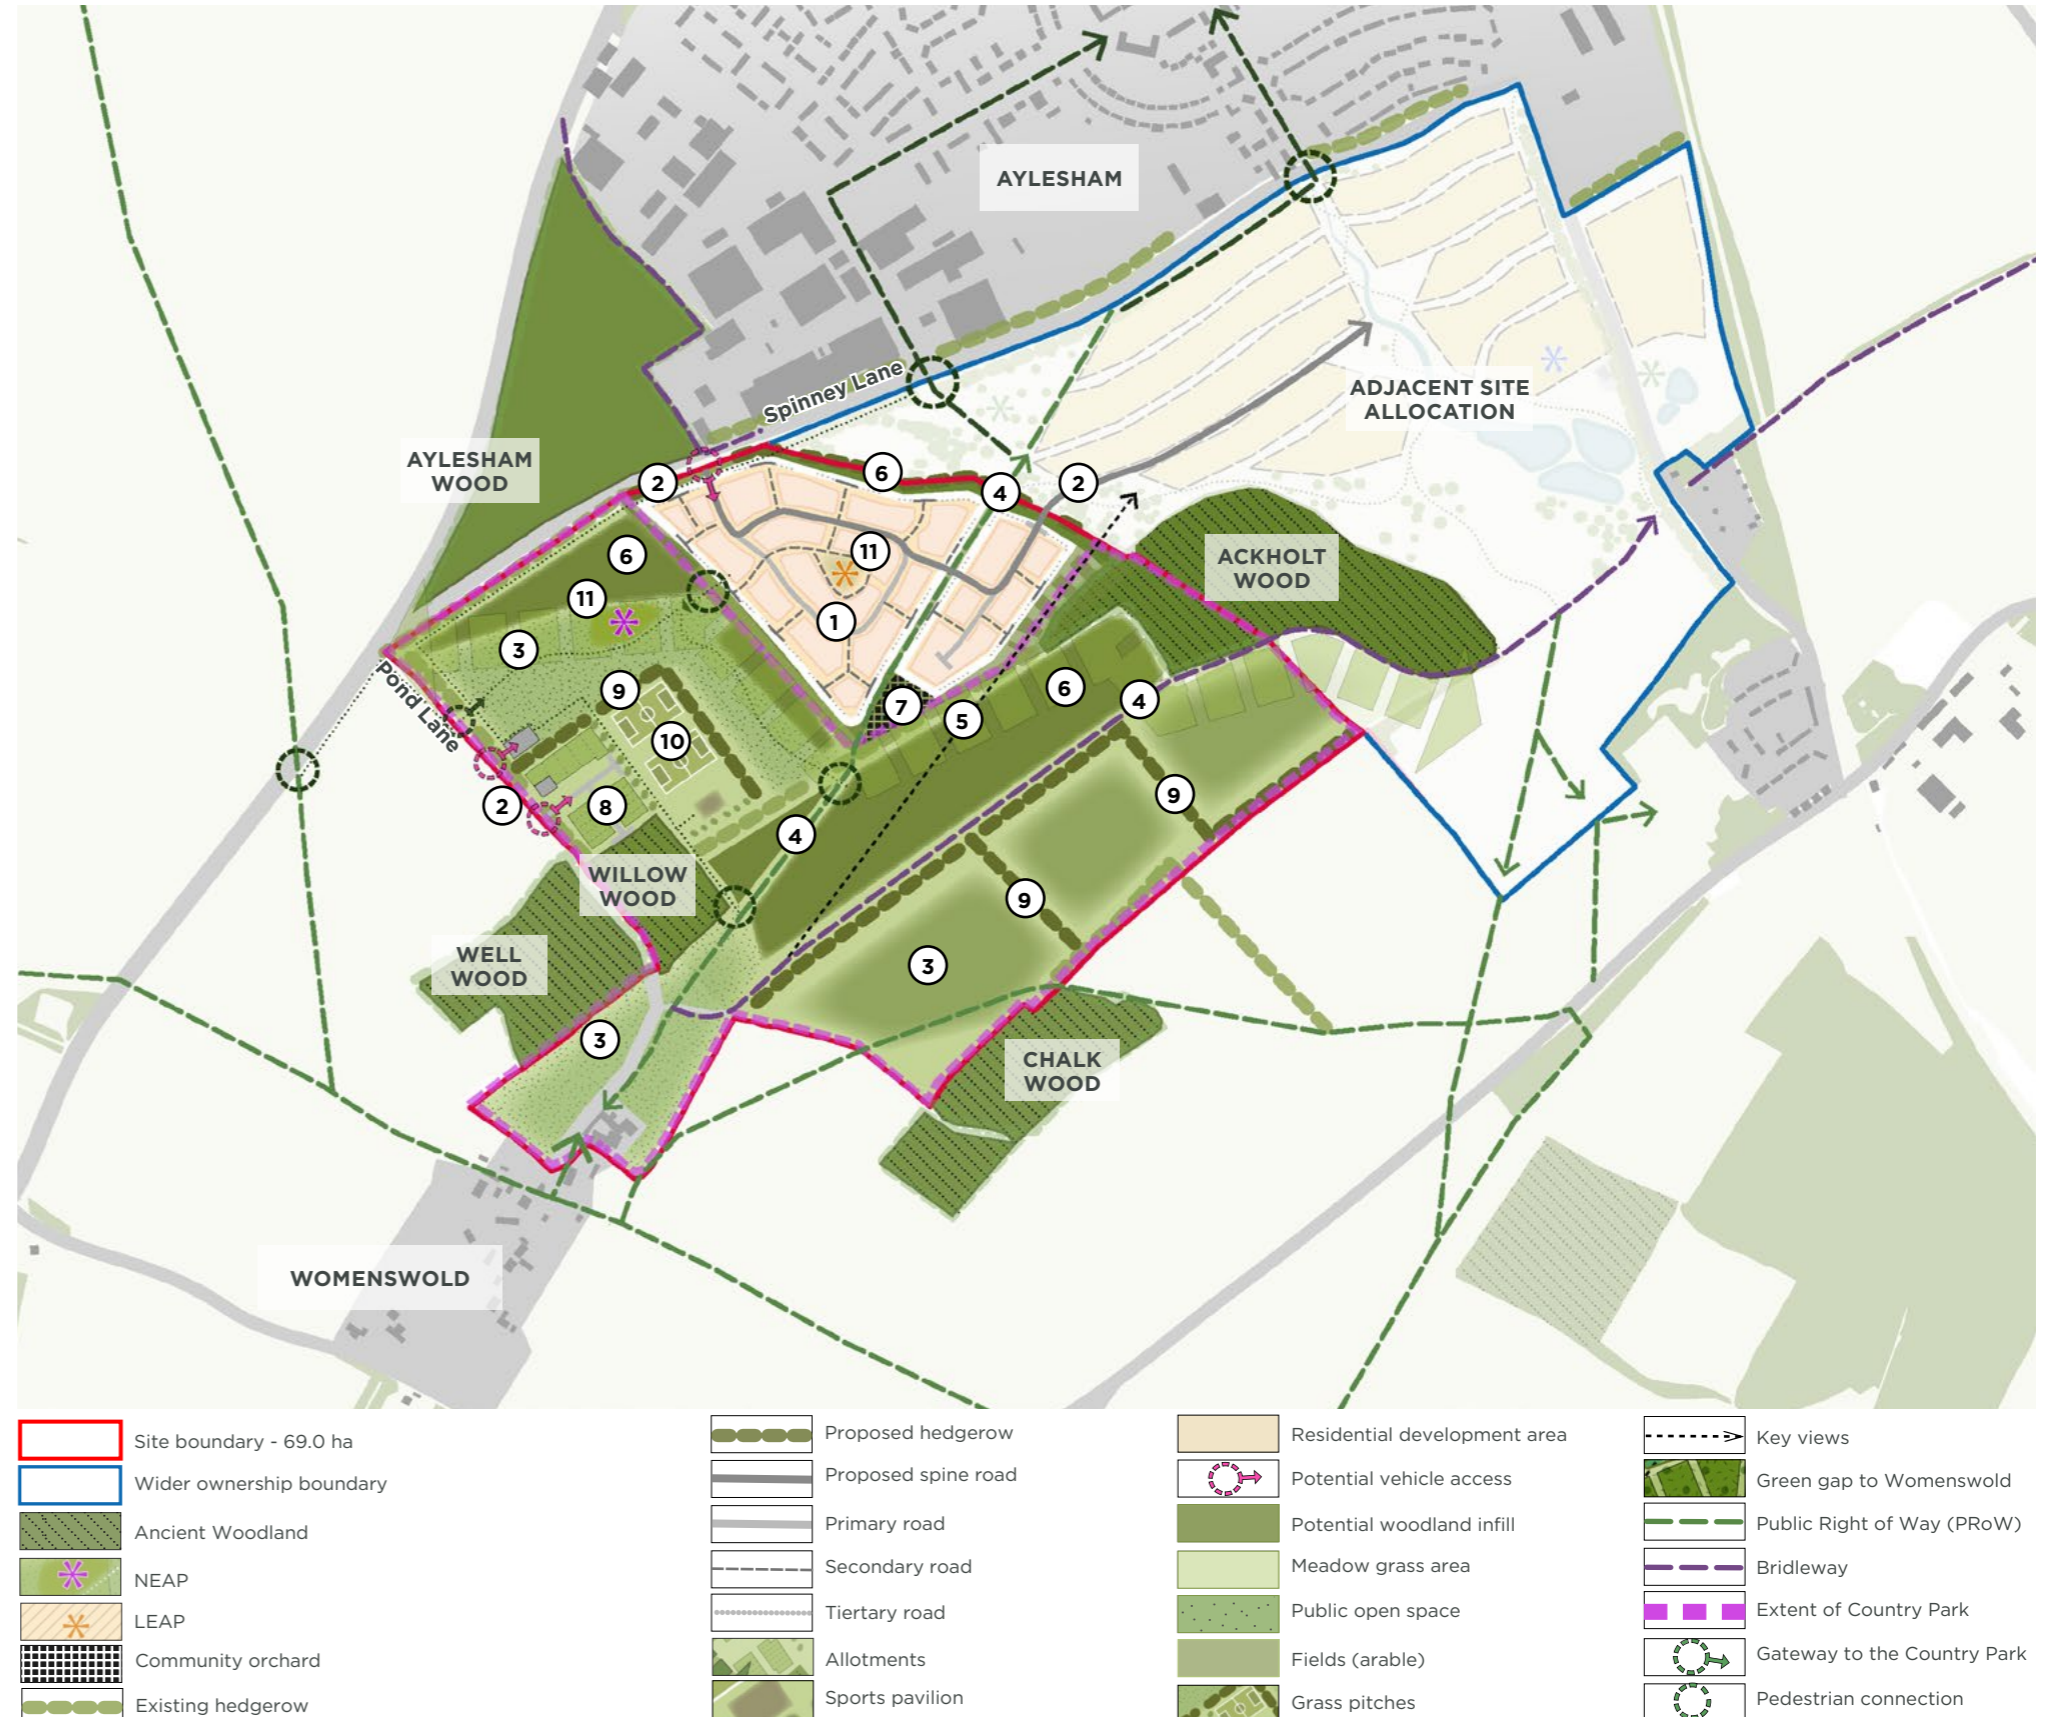 AYLESHAM
Spinney Lane
ADJACENT SITE
ALLOCATION
AYLESHAM
WOOD
2
6
4
2
ACKHOLT
WOOD
6
11
11
1
3
Pond Lane
9
10
7
5
6
4
2
8
4
9
WILLOW
WOOD
9
WELL
WOOD
3
3
CHALK
WOOD
WOMENSWOLD
Site boundary - 69.0 ha
Wider ownership boundary
Ancient Woodland
NEAP
LEAP
Community orchard
Existing hedgerow
Proposed hedgerow
Proposed spine road
Primary road
Secondary road
Tiertary road
Allotments
Sports pavilion
Residential development area
Potential vehicle access
Potential woodland infill
Meadow grass area
Public open space
Fields (arable)
Grass pitches
Key views
Green gap to Womenswold
Public Right of Way (PRoW)
Bridleway
Extent of Country Park
Gateway to the Country Park
Pedestrian connection